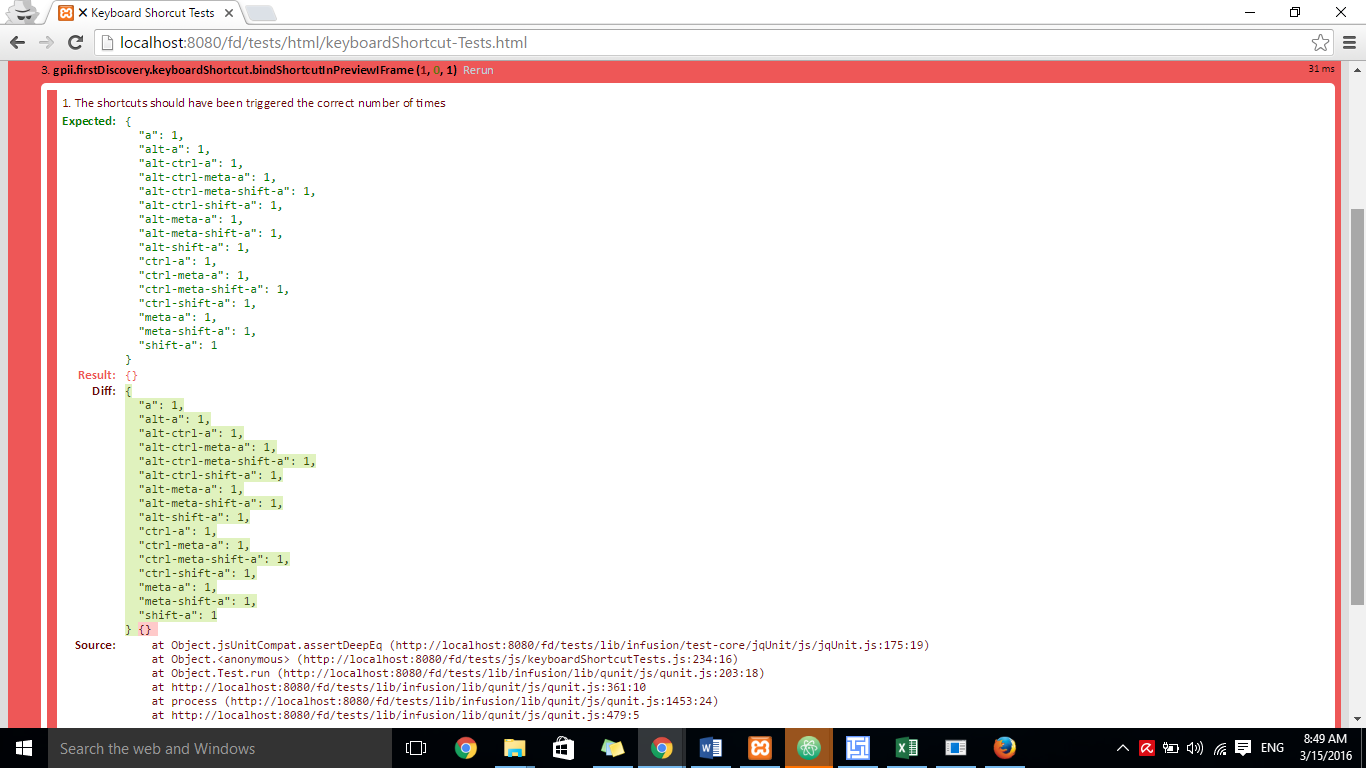 ✕ Keyboard Shorcut Tests
localhost:8080/fd/tests/html/keyboardShortcut-Tests.html
3. gpii.firstDiscovery.keyboardShortcut.bindShortcutInPreviewIFrame (1, 0, 1) Rerun
31 ms
1. The shortcuts should have been triggered the correct number of times
Expected: {
"a": 1,
"alt-a": 1,
"alt-ctrl-a": 1,
"alt-ctrl-meta-a": 1,
"alt-ctrl-meta-shift-a": 1,
"alt-ctrl-shift-a": 1,
"alt-meta-a": 1,
"alt-meta-shift-a": 1,
"alt-shift-a": 1,
"ctrl-a": 1,
"ctrl-meta-a": 1,
"ctrl-meta-shift-a": 1,
"ctrl-shift-a": 1,
"meta-a": 1,
"meta-shift-a": 1,
"shift-a": 1
}
Result: {}
Diff: {
"a": 1,
"alt-a": 1,
"alt-ctrl-a": 1,
"alt-ctrl-meta-a": 1,
"alt-ctrl-meta-shift-a": 1,
"alt-ctrl-shift-a": 1,
"alt-meta-a": 1,
"alt-meta-shift-a": 1,
"alt-shift-a": 1,
"ctrl-a": 1,
"ctrl-meta-a": 1,
"ctrl-meta-shift-a": 1,
"ctrl-shift-a": 1,
"meta-a": 1,
"meta-shift-a": 1,
"shift-a": 1
} {}
Source: at Object.jsUnitCompat.assertDeepEq (http://localhost:8080/fd/tests/lib/infusion/test-core/jqUnit/js/jqUnit.js:175:19)
at Object.<anonymous> (http://localhost:8080/fd/tests/js/keyboardShortcutTests.js:234:16)
at Object.Test.run (http://localhost:8080/fd/tests/lib/infusion/lib/qunit/js/qunit.js:203:18)
at http://localhost:8080/fd/tests/lib/infusion/lib/qunit/js/qunit.js:361:10
at process (http://localhost:8080/fd/tests/lib/infusion/lib/qunit/js/qunit.js:1453:24)
at http://localhost:8080/fd/tests/lib/infusion/lib/qunit/js/qunit.js:479:5
Search the web and Windows
ENG
8:49 AM
3/15/2016